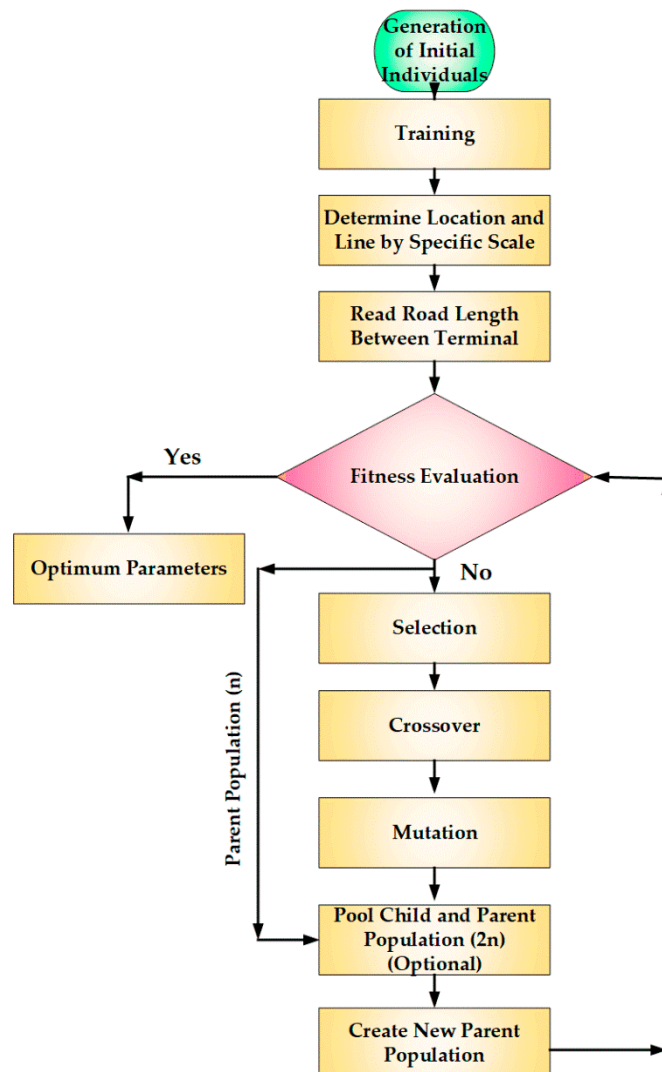 Generation
of Initial
Individuals
Training
Determine Location and
Line by Specific Scale
Read Road Length
Between Terminal
Fitness Evaluation
Yes
Optimum Parameters
No
Selection
Crossover
Parent Population (n)
Mutation
Pool Child and Parent
Population (2n)
(Optional)
Create New Parent
Population